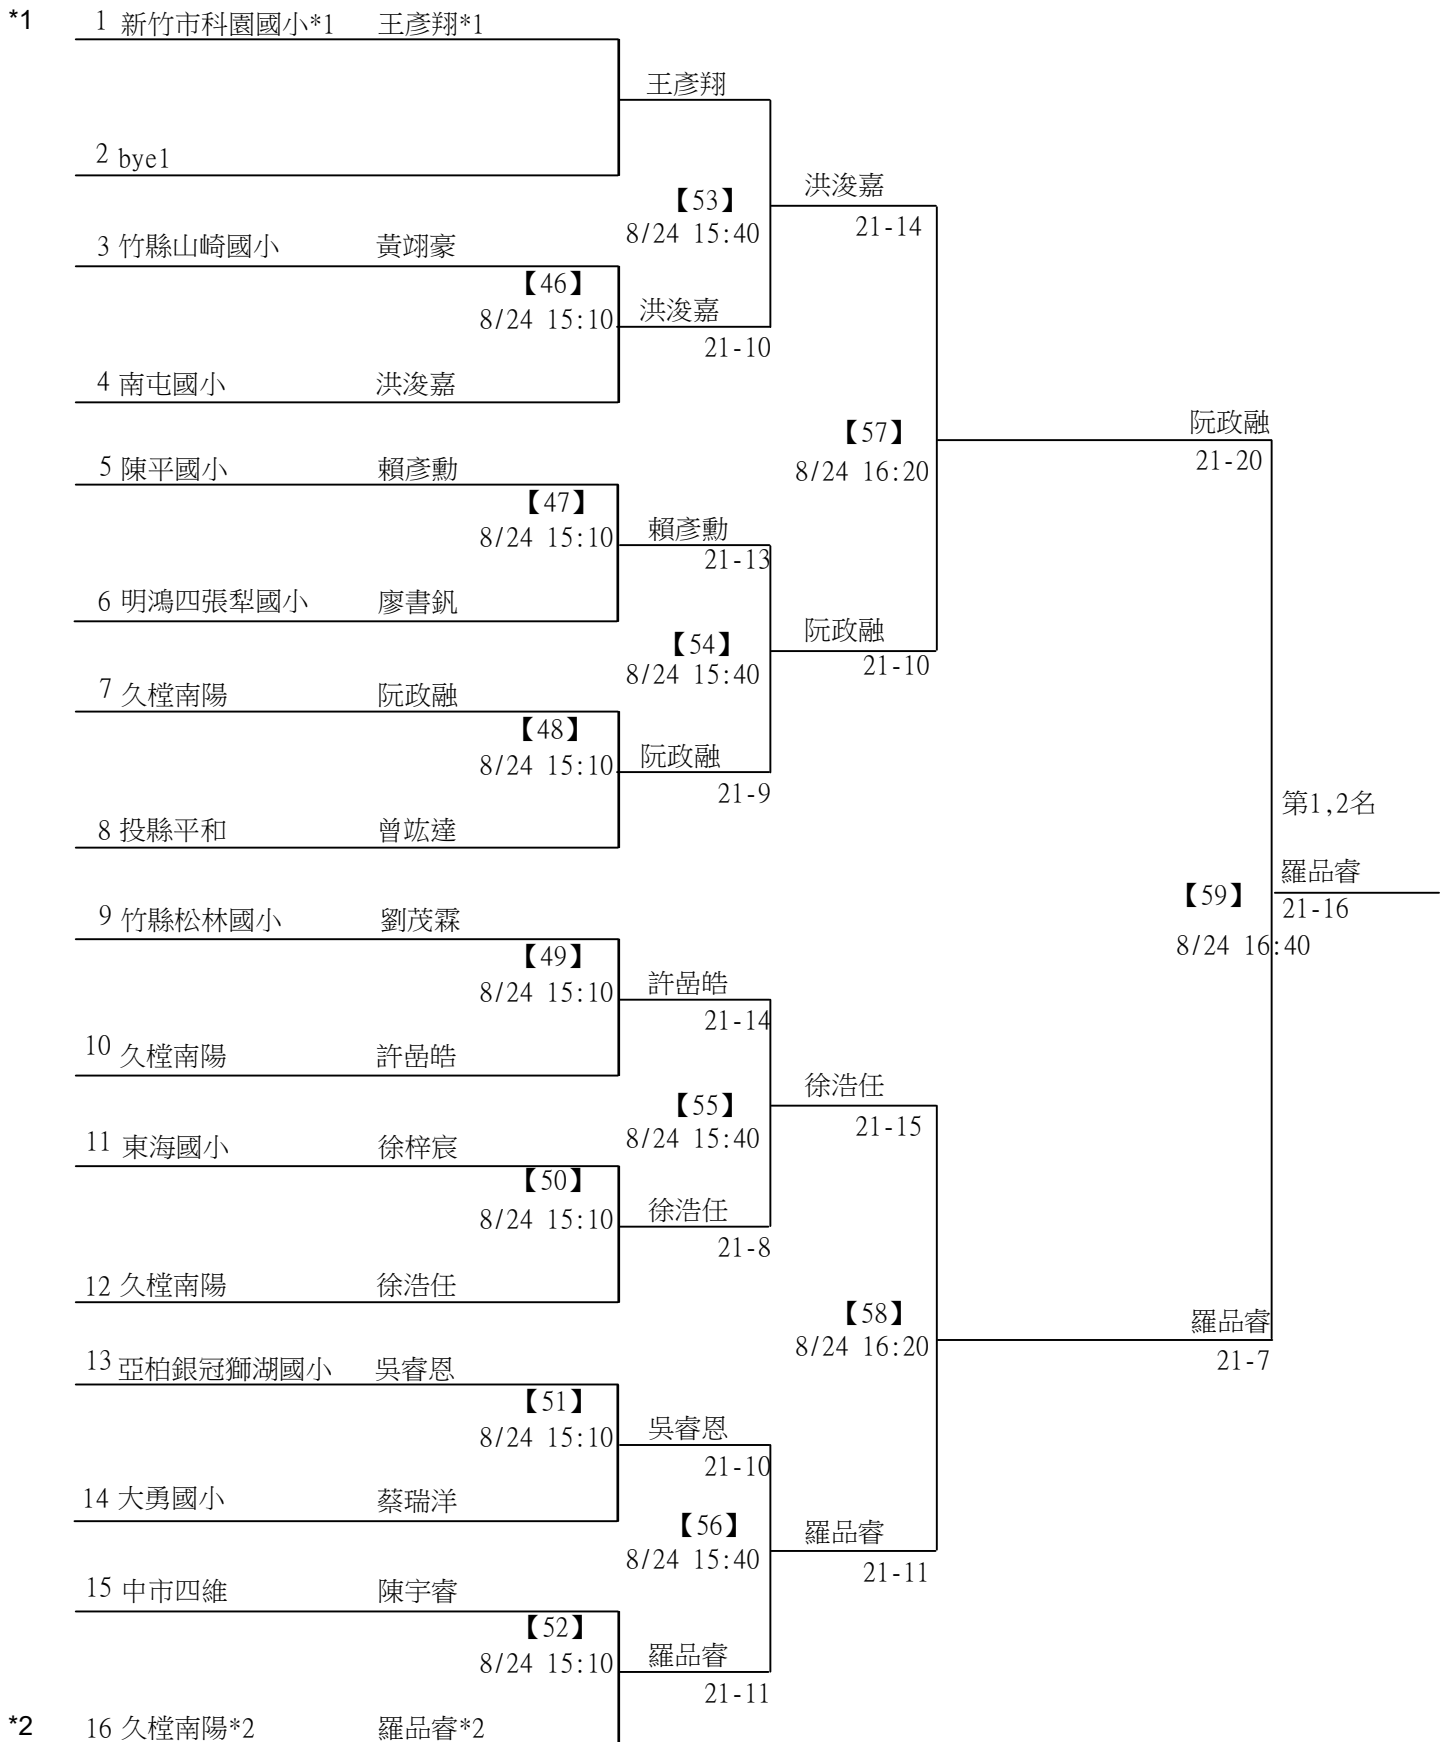 *1 1 新竹市科園國小*1 王彥翔*1
王彥翔
2 bye1
【53】 洪浚嘉
8/24 15:40 21-14
3 竹縣山崎國小 黃翊豪
【46】
8/24 15:10 洪浚嘉
21-10
4 南屯國小 洪浚嘉
【57】 阮政融
8/24 16:20 21-20
5 陳平國小 賴彥勳
【47】
8/24 15:10 賴彥勳
21-13
6 明鴻四張犁國小 廖書釩
【54】 阮政融
8/24 15:40 21-10
7 久樘南陽 阮政融
【48】
8/24 15:10 阮政融
21-9
第1,2名
8 投縣平和 曾竑達
羅品睿
【59】 21-16
8/24 16:40
9 竹縣松林國小 劉茂霖
【49】
8/24 15:10 許嵒皓
21-14
10 久樘南陽 許嵒皓
徐浩任
【55】
8/24 15:40 21-15
11 東海國小 徐梓宸
【50】
8/24 15:10 徐浩任
21-8
12 久樘南陽 徐浩任
【58】 羅品睿
8/24 16:20 21-7
13 亞柏銀冠獅湖國小 吳睿恩
【51】
8/24 15:10 吳睿恩
21-10
14 大勇國小 蔡瑞洋
【56】 羅品睿
8/24 15:40 21-11
15 中市四維 陳宇睿
【52】
8/24 15:10 羅品睿
21-11
*2 16 久樘南陽*2 羅品睿*2